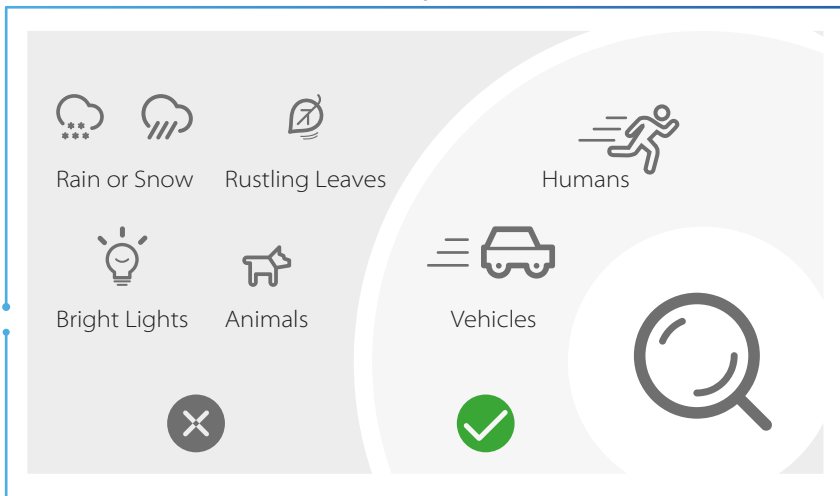 Rain or Snow
Rustling Leaves
Humans
Bright Lights
Animals
Vehicles